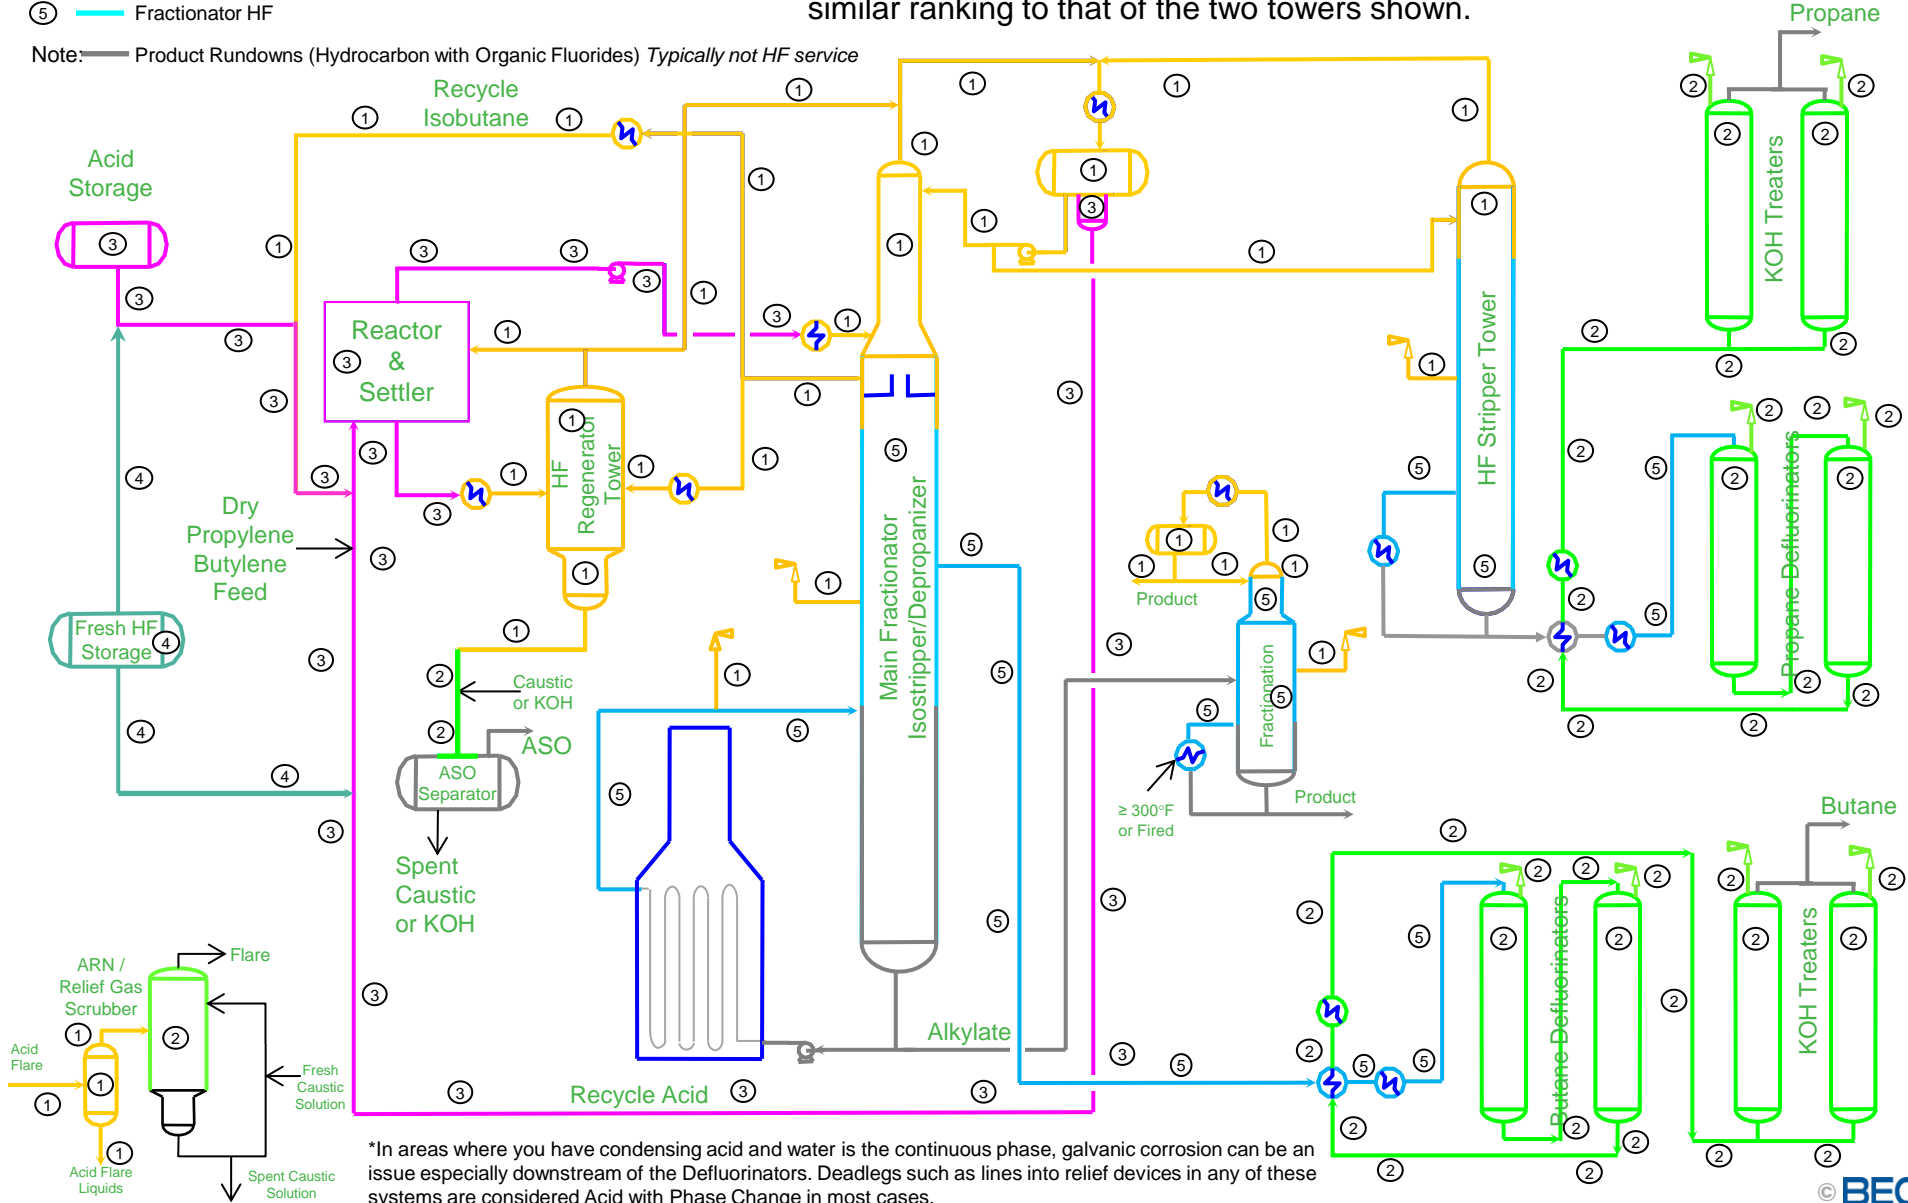 similar ranking to that of the two towers shown.
5 Fractionator HF
Note: Product Rundowns (Hydrocarbon with Organic Fluorides) Typically not HF service
Propane
Recycle
Isobutane
Acid
Storage
KOH Treaters
Reactor
&
Settler
HF
Regenerator
Tower
HF Stripper Tower
Main Fractionator
Isostripper/Depropanizer
Dry
Propylene
Butylene
Feed
Fresh HF
Storage
Propane Defluorinators
Product
Fractionation
Caustic
or KOH
ASO
ASO
Separator
Spent
Caustic
or KOH
≥ 300°F
or Fired
Product
Butane
Butane Defluorinators
KOH Treaters
ARN /
Relief Gas
Scrubber
Flare
Acid
Flare
Fresh
Caustic
Solution
Acid Flare
Liquids
Spent Caustic
Solution
Alkylate
Recycle Acid
*In areas where you have condensing acid and water is the continuous phase, galvanic corrosion can be an
issue especially downstream of the Defluorinators. Deadlegs such as lines into relief devices in any of these
systems are considered Acid with Phase Change in most cases.
©